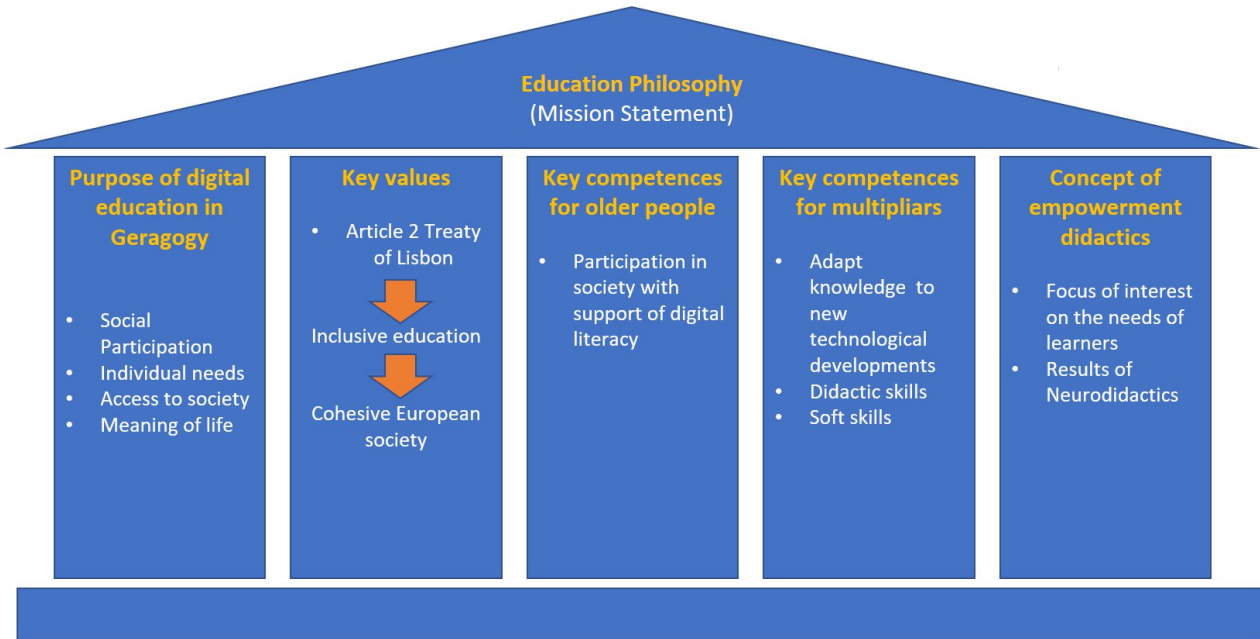 Education Philosophy
(Mission Statement)
Purpose of digital
education in
Geragogy
• Social
Participation
• Individual needs
• Access to society
• Meaning of life
Key values
• Article 2 Treaty
of Lisbon
Inclusive education
Cohesive European
society
Key competences
for older people
• Participation in
society with
support of digital
literacy
Key competences
for multipliars
• Adapt
knowledge to
new
technological
developments
• Didactic skills
• Soft skills
Concept of
empowerment
didactics
• Focus of interest
on the needs of
learners
• Results of
Neurodidactics